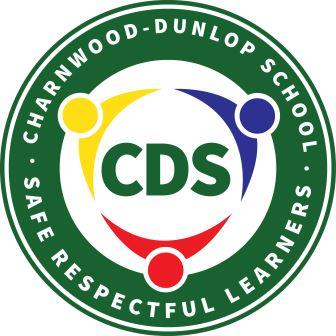 · CHARNWOOD-DUNLOP SCHOOL ·
CDS
SAFE RESPECTFUL LEARNERS